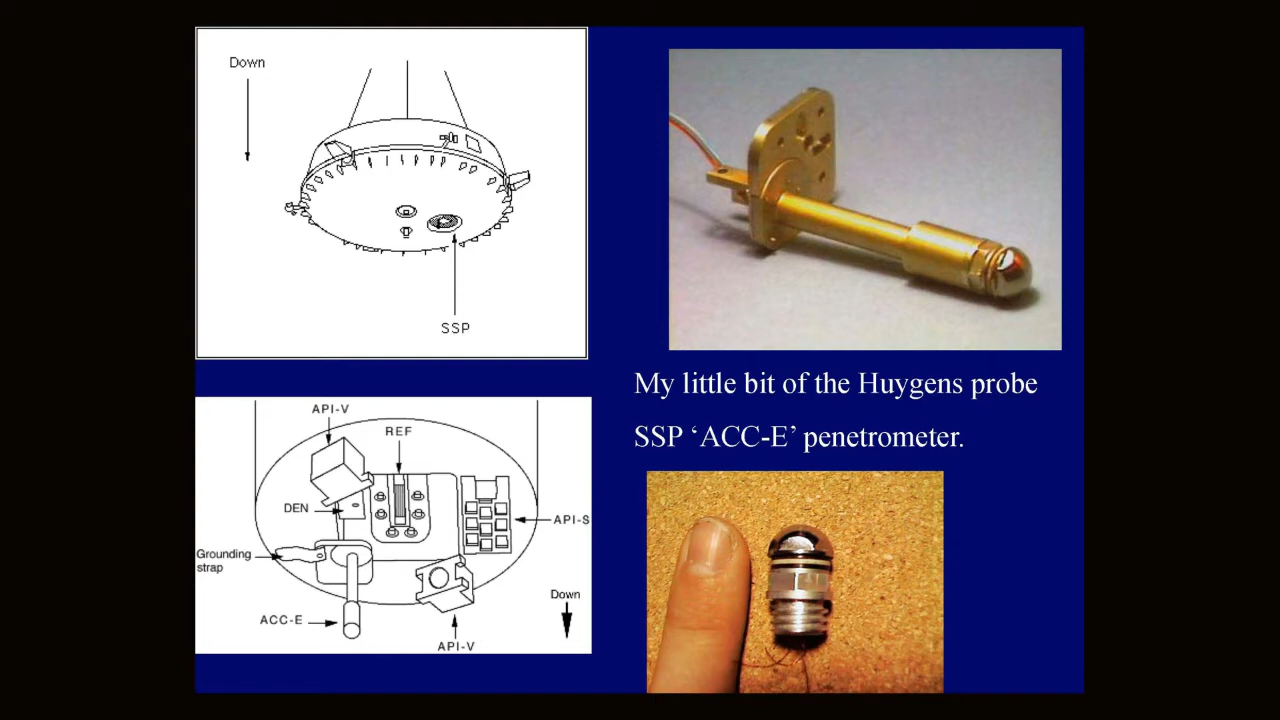 Down
SSP
My little bit of the Huygens probe
SSP ‘ACC-E’ penetrometer.
API-V
REF
DEN
API-S
Grounding
strap
Down
ACC-E
API-V